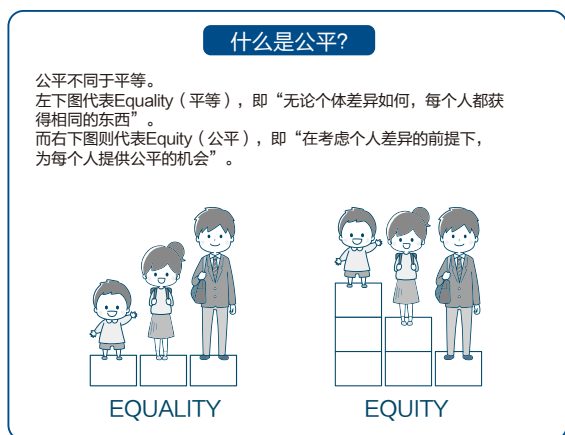 什么是公平?
公平不同于平等。
左下图代表Equality（平等），即“无论个体差异如何，每个人都获
得相同的东西”。
而右下图则代表Equity（公平），即“在考虑个人差异的前提下，
为每个人提供公平的机会”。
EQUALITY
EQUITY